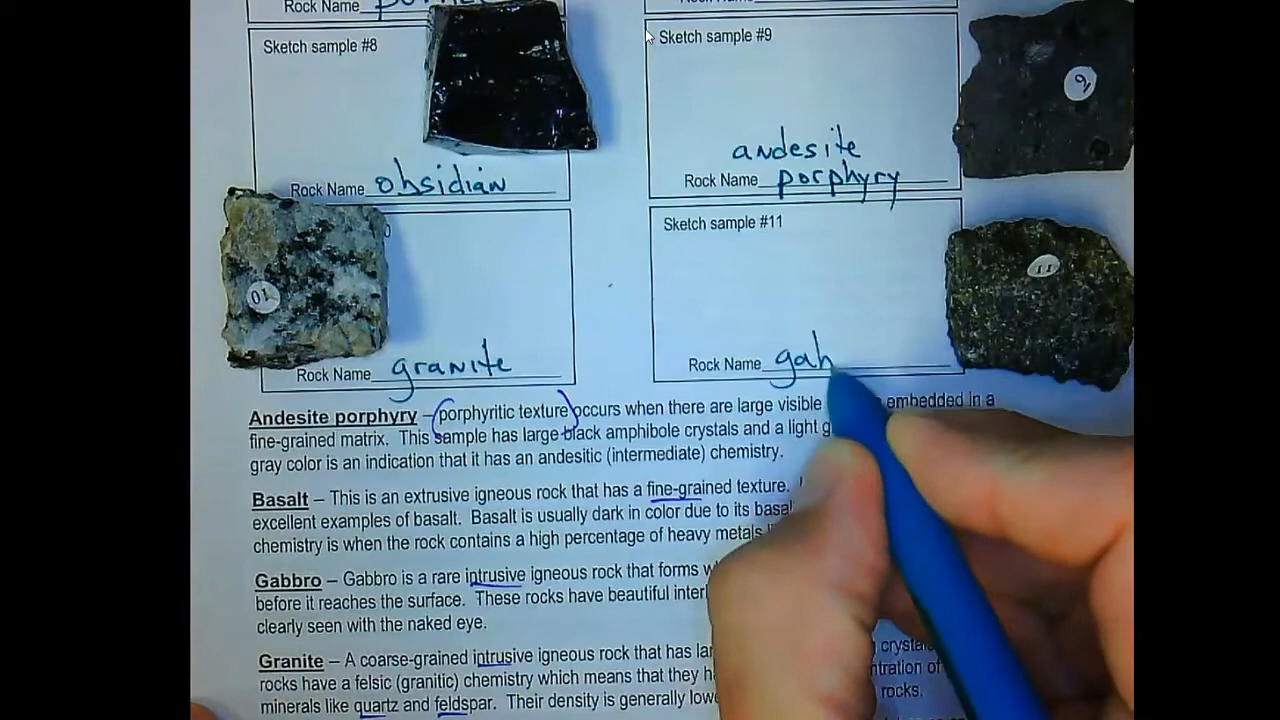 Rock Name
Rock Name
Sketch sample #8
Sketch sample #9
9
andesite
Rock Name obsidian
Rock Name porphyry
10
0
Sketch sample #11
11
Rock Name granite
Rock Name gab
Andesite porphyry – porphyritic texture occurs when there are large visible embedded in a
fine-grained matrix. This sample has large black amphibole crystals and a light
gray color is an indication that it has an andesitic (intermediate) chemistry.
Basalt – This is an extrusive igneous rock that has a fine-grained texture.
excellent examples of basalt. Basalt is usually dark in color due to its
chemistry is when the rock contains a high percentage of heavy metals
Gabbro – Gabbro is a rare intrusive igneous rock that forms
before it reaches the surface. These rocks have beautiful
clearly seen with the naked eye.
Granite – A coarse-grained intrusive igneous rock that has
rocks have a felsic (granitic) chemistry which means that they
minerals like quartz and feldspar. Their density is generally rocks.